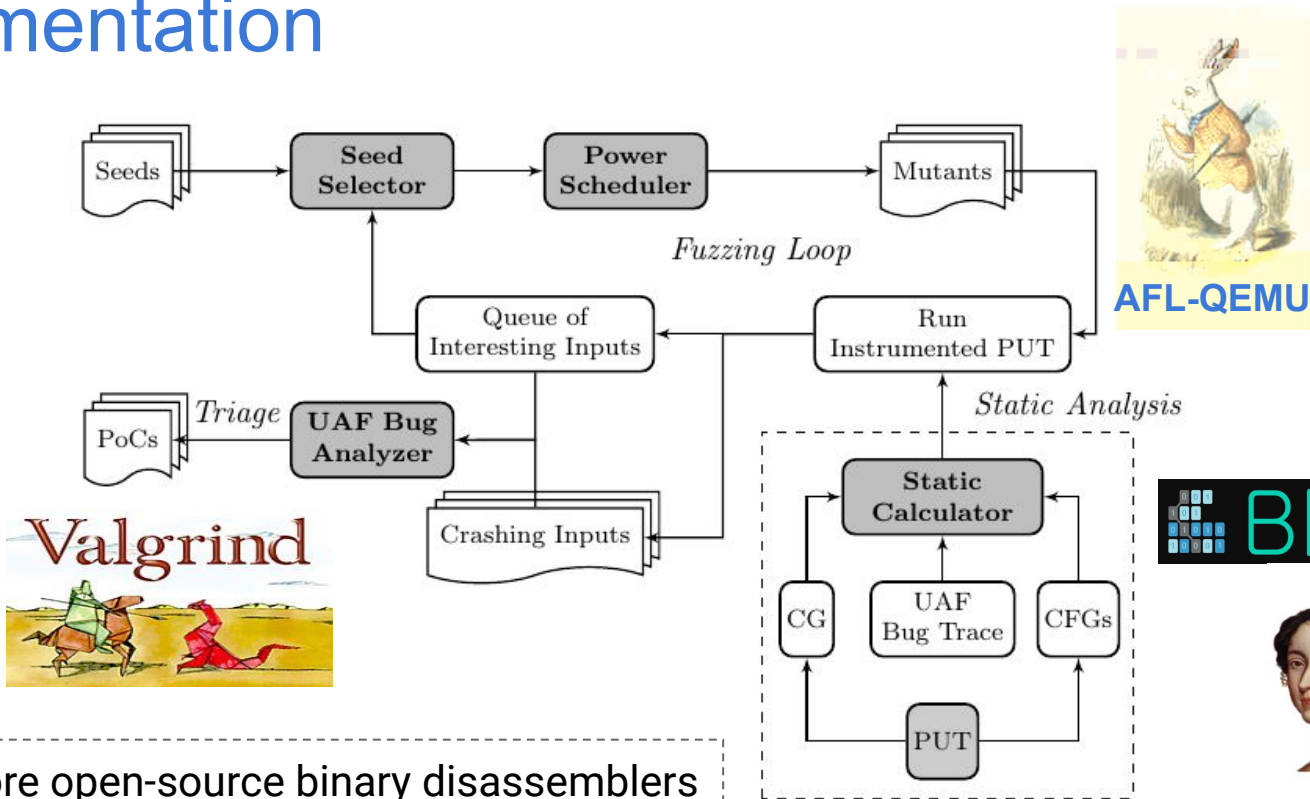 mentation
Seeds
Seed
Selector
Power
Scheduler
Mutants
Fuzzing Loop
AFL-QEMU
Queue of
Interesting Inputs
Run
Instrumented PUT
Static Analysis
PoCs
Triage
UAF Bug
Analyzer
Static
Calculator
Valgrind
Crashing Inputs
CG
UAF
Bug Trace
CFGs
PUT
ore open-source binary disassemblers